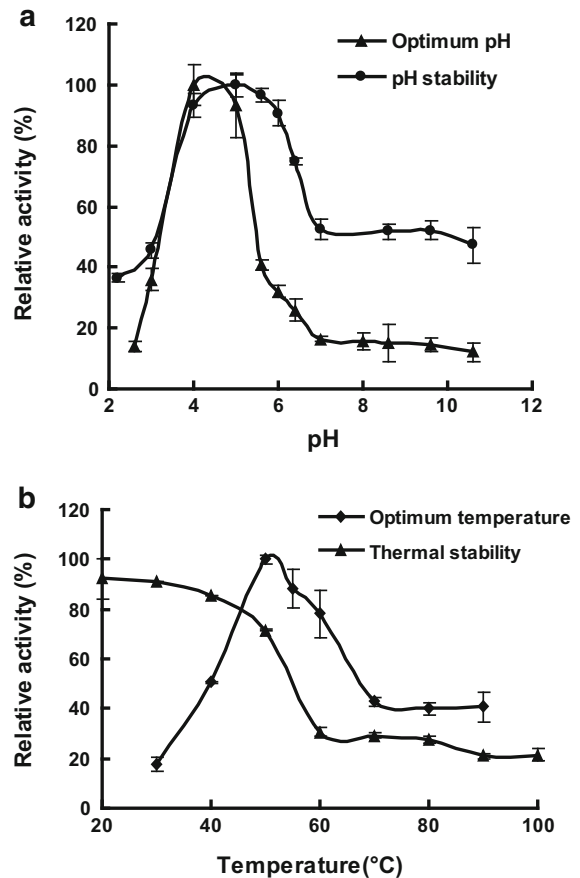 a
120
100
80
60
40
20
0
Relative activity (%)
Optimum pH
pH stability
2 4 6 8 10 12
pH
b
120
100
80
60
40
20
0
Relative activity (%)
Optimum temperature
Thermal stability
20 40 60 80 100
Temperature(°C)